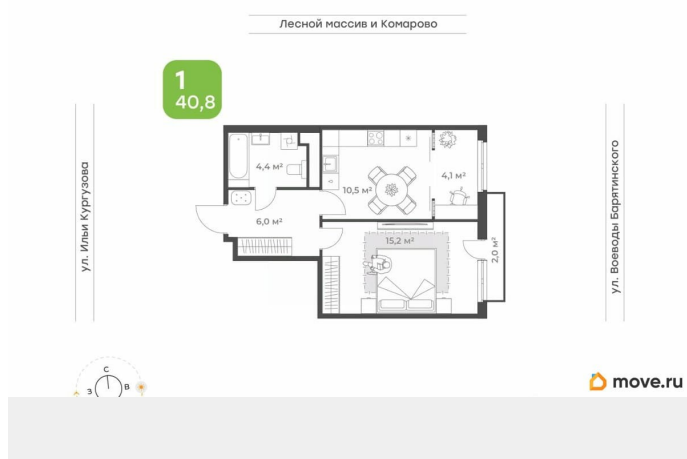 Лесной массив и Комарово
1
40,8
ул. Ильи Кургузова
4,4 м²
10,5 м²
4,1 м²
6,0 м²
15,2 м²
2,0 м²
ул. Воеводы Барятинского
С
З
В
move.ru